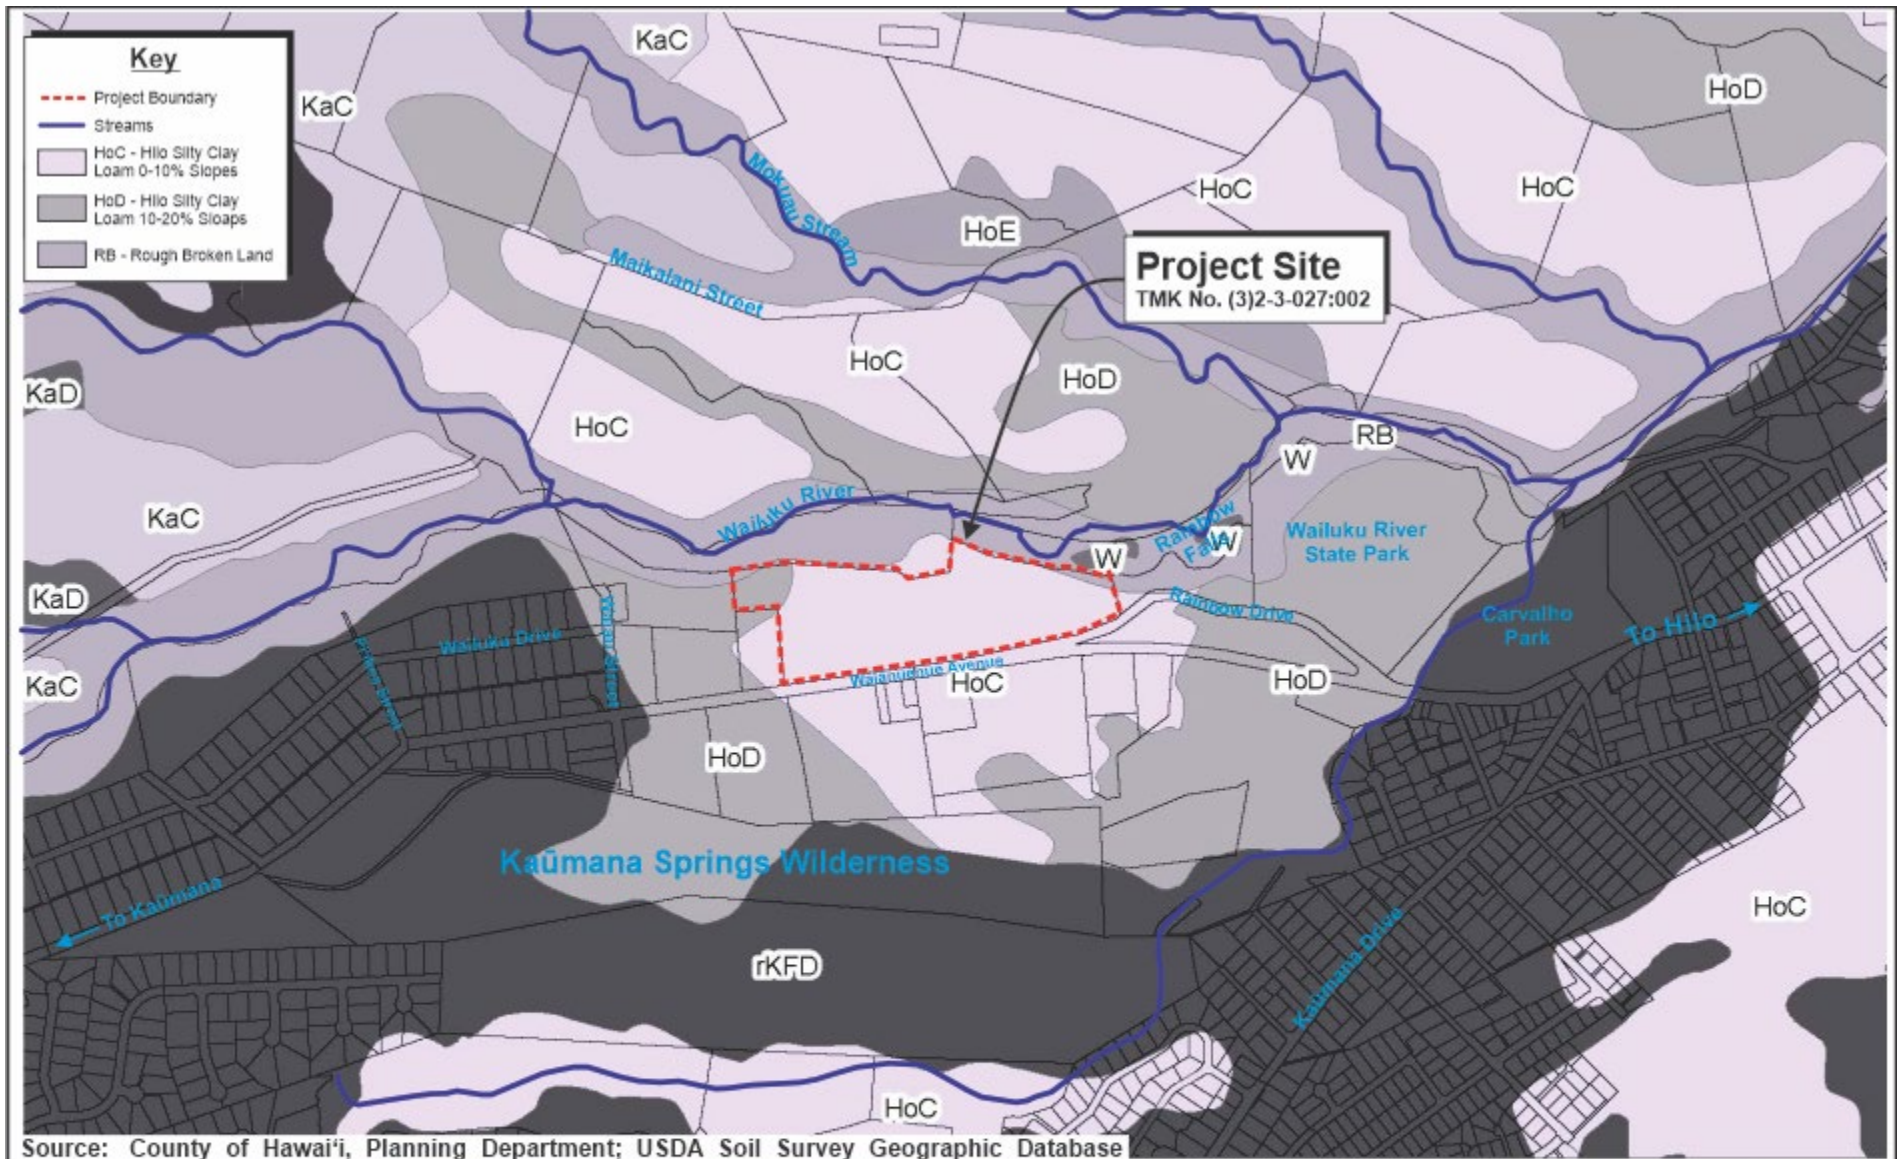 Key
Project Boundary
Streams
HoC - Hilo Silty Clay
Loam 0-10% Slopes
HoD - Hilo Silty Clay
Loam 10-20% Sloaps
RB - Rough Broken Land
KaC
KaC
HoD
Mokuau Stream
HoC
HoC
HoE
Maikalani Street
Project Site
TMK No. (3)2-3-027:002
HoC
HoD
KaD
HoC
RB
W
KaC
Wailuku River
Rainbow
Falls
W
W
Wailuku River
State Park
KaD
Rainbow Drive
Carvalho
Park
To Hilo
Wailuku Drive
Waianuenue Avenue
KaC
HoC
HoD
HoD
Kaūmana Springs Wilderness
To Kaūmana
HoC
rKFD
Kaūmana Drive
HoC
Source: County of Hawai‘i, Planning Department; USDA Soil Survey Geographic Database